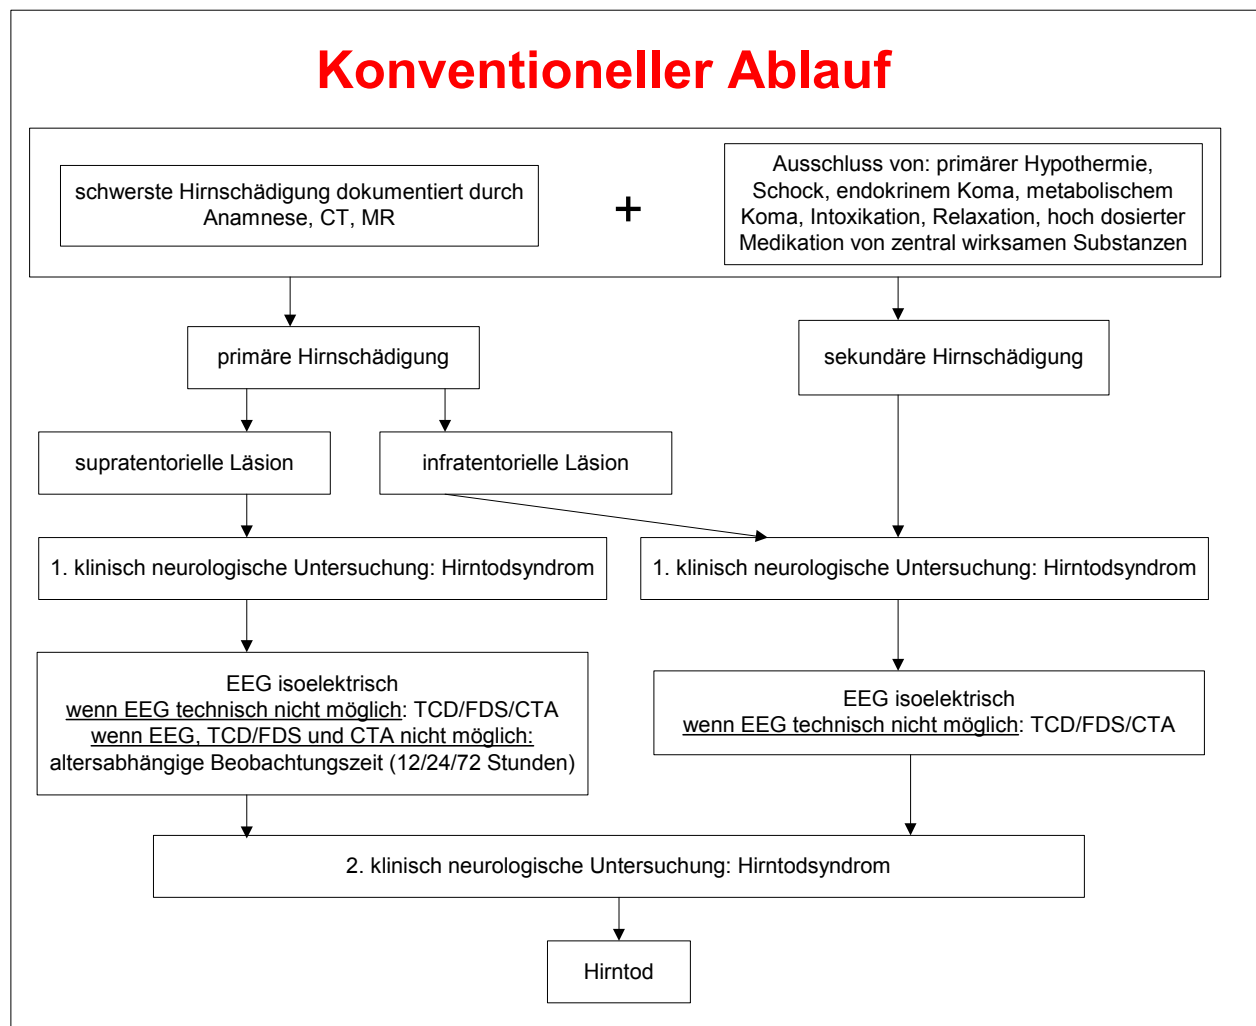 Konventioneller Ablauf
schwerste Hirnschädigung dokumentiert durch
Anamnese, CT, MR
+
Ausschluss von: primärer Hypothermie,
Schock, endokrinem Koma, metabolischem
Koma, Intoxikation, Relaxation, hoch dosierter
Medikation von zentral wirksamen Substanzen
primäre Hirnschädigung
sekundäre Hirnschädigung
supratentorielle Läsion
infratentorielle Läsion
1. klinisch neurologische Untersuchung: Hirntodsyndrom
1. klinisch neurologische Untersuchung: Hirntodsyndrom
EEG isoelektrisch
wenn EEG technisch nicht möglich: TCD/FDS/CTA
wenn EEG, TCD/FDS und CTA nicht möglich:
altersabhängige Beobachtungszeit (12/24/72 Stunden)
EEG isoelektrisch
wenn EEG technisch nicht möglich: TCD/FDS/CTA
2. klinisch neurologische Untersuchung: Hirntodsyndrom
Hirntod